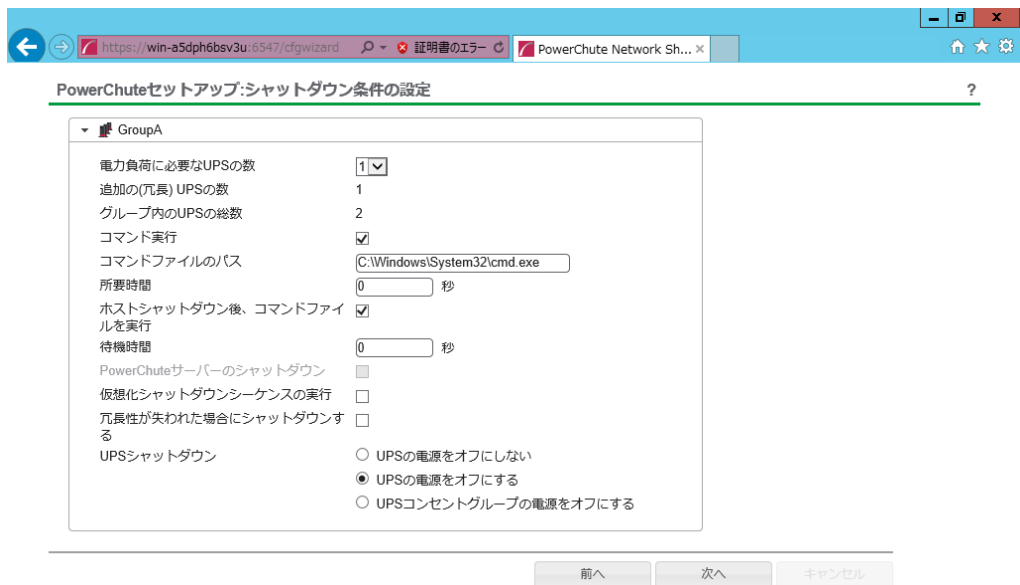 https://win-a5dph6bsv3u:6547/cfgwizard 証明書のエラー PowerChute Network Sh... ×
PowerChuteセットアップ:シャットダウン条件の設定 ?
GroupA
電力負荷に必要なUPSの数 1
追加の(冗長) UPSの数 1
グループ内のUPSの総数 2
コマンド実行
コマンドファイルのパス C:\Windows\System32\cmd.exe
所要時間 0 秒
ホストシャットダウン後、コマンドファイ
ルを実行
待機時間 0 秒
PowerChuteサーバーのシャットダウン
仮想化シャットダウンシーケンスの実行
冗長性が失われた場合にシャットダウンす
る
UPSシャットダウン UPSの電源をオフにしない
UPSの電源をオフにする
UPSコンセントグループの電源をオフにする
前へ 次へ キャンセル